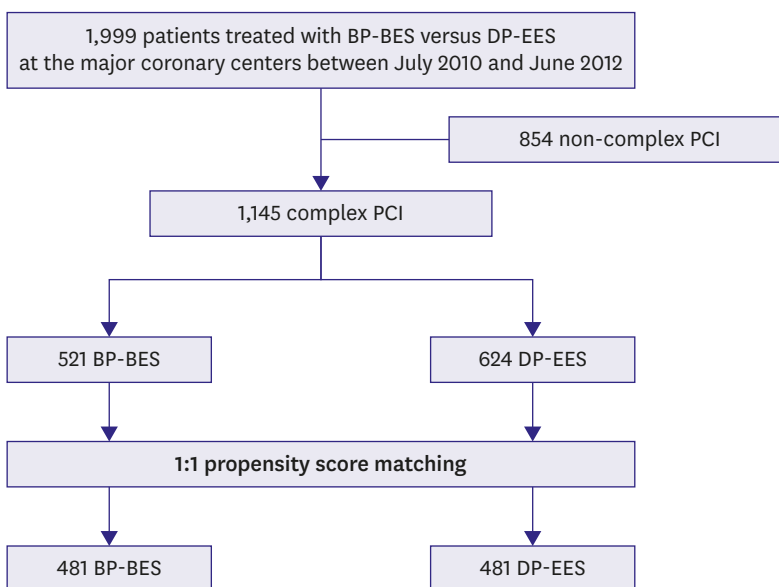 1,999 patients treated with BP-BES versus DP-EES
at the major coronary centers between July 2010 and June 2012
854 non-complex PCI
1,145 complex PCI
521 BP-BES
624 DP-EES
1:1 propensity score matching
481 BP-BES
481 DP-EES